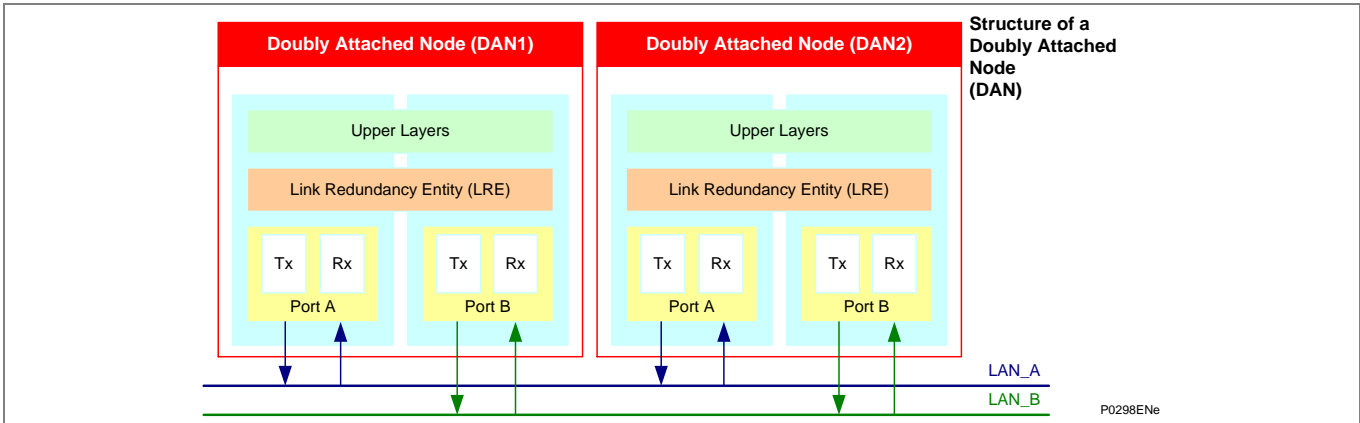 Structure of a
Doubly Attached
Node
(DAN)
Doubly Attached Node (DAN1)
Doubly Attached Node (DAN2)
Upper Layers
Upper Layers
Link Redundancy Entity (LRE)
Link Redundancy Entity (LRE)
Tx Rx
Tx Rx
Tx Rx
Tx Rx
Port A
Port B
Port A
Port B
LAN_A
LAN_B
P0298ENe